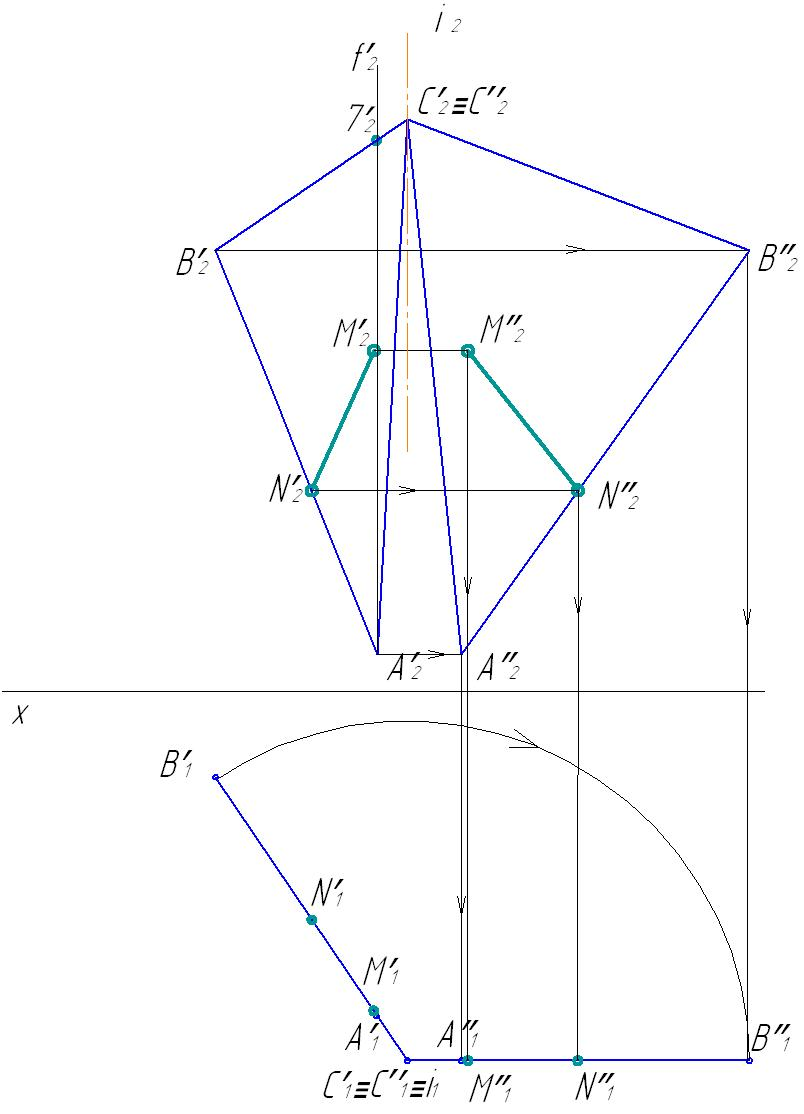 i₂
f′₂
C′₂≡C″₂
7′₂
B′₂
B″₂
M′₂
M″₂
N′₂
N″₂
A′₂
A″₂
x
B′₁
N′₁
M′₁
A′₁
A″₁
B″₁
C′₁≡C″₁≡i₁
M″₁
N″₁